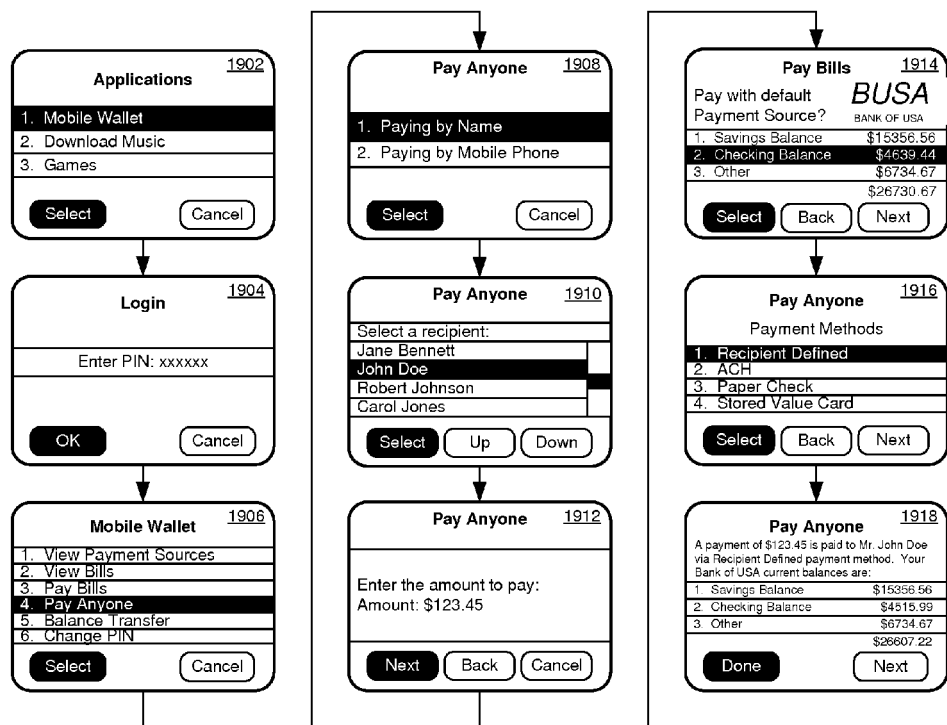 1902
Applications
1. Mobile Wallet
2. Download Music
3. Games
Select Cancel
1904
Login
Enter PIN: xxxxxx
OK Cancel
1906
Mobile Wallet
1. View Payment Sources
2. View Bills
3. Pay Bills
4. Pay Anyone
5. Balance Transfer
6. Change PIN
Select Cancel
1908
Pay Anyone
1. Paying by Name
2. Paying by Mobile Phone
Select Cancel
1910
Pay Anyone
Select a recipient:
Jane Bennett
John Doe
Robert Johnson
Carol Jones
Select Up Down
1912
Pay Anyone
Enter the amount to pay:
Amount: $123.45
Next Back Cancel
1914
Pay Bills
Pay with default
Payment Source?
BUSA
BANK OF USA
1. Savings Balance $15356.56
2. Checking Balance $4639.44
3. Other $6734.67
$26730.67
Select Back Next
1916
Pay Anyone
Payment Methods
1. Recipient Defined
2. ACH
3. Paper Check
4. Stored Value Card
Select Back Next
1918
Pay Anyone
A payment of $123.45 is paid to Mr. John Doe
via Recipient Defined payment method. Your
Bank of USA current balances are:
1. Savings Balance $15356.56
2. Checking Balance $4515.99
3. Other $6734.67
$26607.22
Done Next